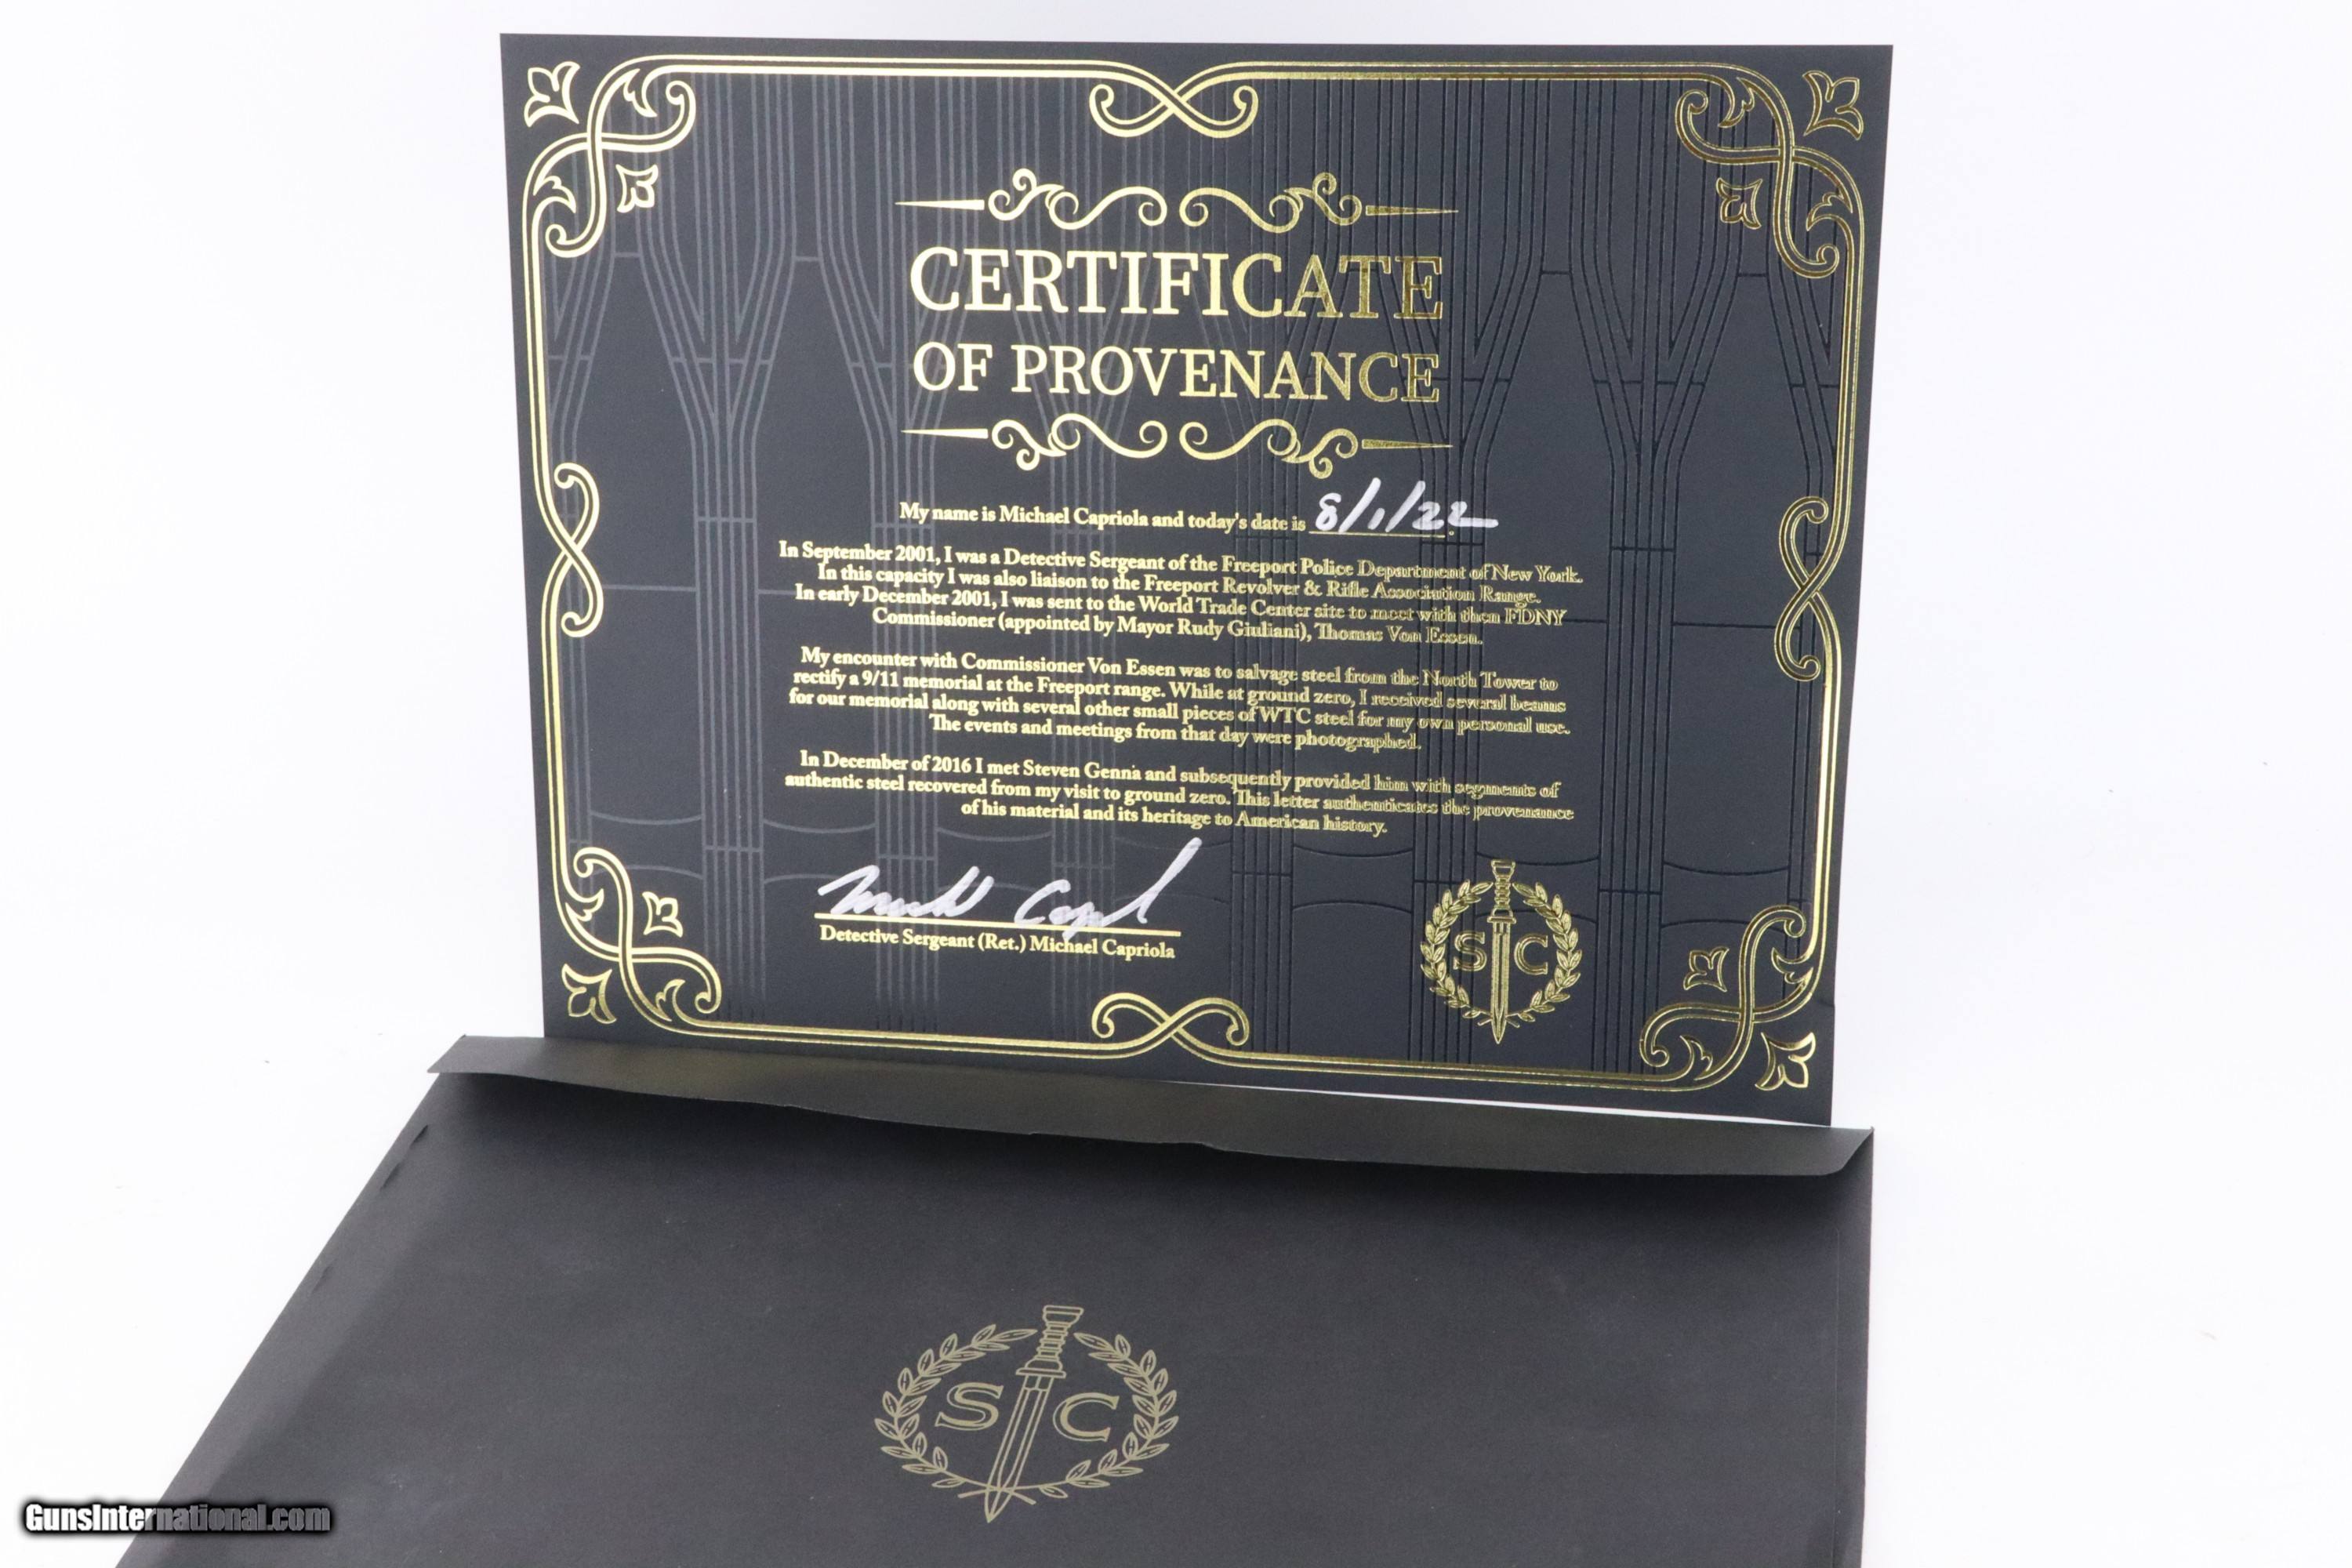 CERTIFICATE
OF PROVENANCE
My name is Michael Capriola and today's date is 8/1/22.
In September 2001, I was a Detective Sergeant of the Freeport Police Department of New York.
In this capacity I was also liaison to the Freeport Revolver & Rifle Association Range.
In early December 2001, I was sent to the World Trade Center site to meet with then FDNY
Commissioner (appointed by Mayor Rudy Giuliani), Thomas Von Essen.
My encounter with Commissioner Von Essen was to salvage steel from the North Tower to
rectify a 9/11 memorial at the Freeport range. While at ground zero, I received several beams
for our memorial along with several other small pieces of WTC steel for my own personal use.
The events and meetings from that day were photographed.
In December of 2016 I met Steven Genna and subsequently provided him with segments of
authentic steel recovered from my visit to ground zero. This letter authenticates the provenance
of his material and its heritage to American history.
Michael Capriola
Detective Sergeant (Ret.) Michael Capriola
S C
S C
GunsInternational.com